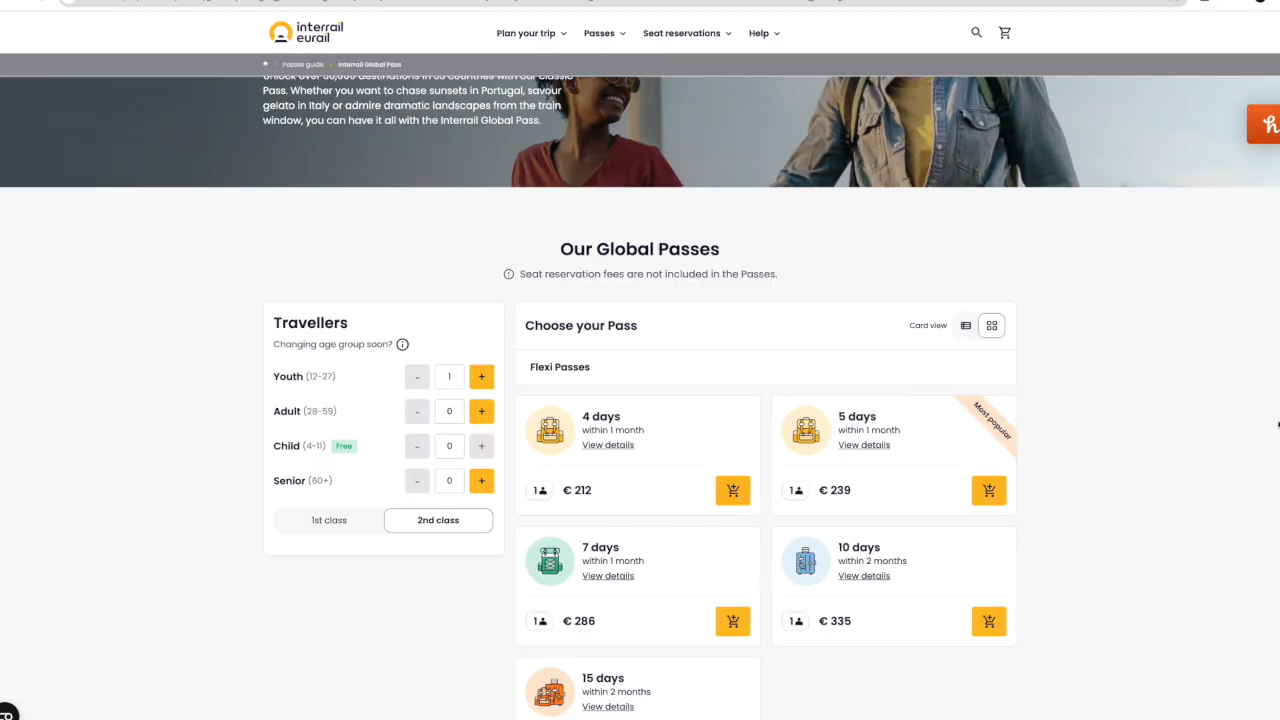 interrail
eurail
Plan your trip
Passes
Seat reservations
Help
Passes guide
Interrail Global Pass
Pass. Whether you want to chase sunsets in Portugal, savour
gelato in Italy or admire dramatic landscapes from the train
window, you can have it all with the Interrail Global Pass.
Our Global Passes
Seat reservation fees are not included in the Passes.
Travellers
Changing age group soon?
Youth (12-27)
- 1 +
Adult (28-59)
- 0 +
Child (4-11) Free
- 0 +
Senior (60+)
- 0 +
1st class
2nd class
Choose your Pass
Card view
Flexi Passes
4 days
within 1 month
View details
1
€ 212
5 days
within 1 month
View details
Most popular
1
€ 239
7 days
within 1 month
View details
1
€ 286
10 days
within 2 months
View details
1
€ 335
15 days
within 2 months
View details